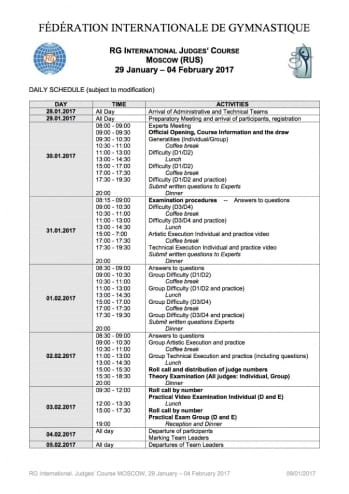 FÉDÉRATION INTERNATIONALE DE GYMNASTIQUE
RG INTERNATIONAL JUDGES' COURSE
MOSCOW (RUS)
29 January – 04 February 2017
DAILY SCHEDULE (subject to modification)
DAY TIME ACTIVITIES
28.01.2017 All Day Arrival of Administrative and Technical Teams
29.01.2017 All Day Preparatory Meeting and arrival of participants, registration
30.01.2017
08:00 - 09:00 Experts Meeting
09:00 - 09:30 Official Opening, Course Information and the draw
09:30 - 10:30 Generalities (Individual/Group)
10:30 - 11:00 Coffee break
11:00 - 13:00 Difficulty (D1/D2)
13:00 - 14:30 Lunch
15:00 - 17:00 Difficulty (D1/D2)
17:00 - 17:30 Coffee break
17:30 - 19:30 Difficulty (D1/D2 and practice)
Submit written questions to Experts
20:00 Dinner
31.01.2017
08:15 - 09:00 Examination procedures – Answers to questions
09:00 - 10:30 Difficulty (D3/D4)
10:30 - 11:00 Coffee break
11:00 - 13:00 Difficulty (D3/D4 and practice)
13:00 - 14:30 Lunch
15:00 - 7:00 Artistic Execution Individual and practice video
17:00 - 17.30 Coffee break
17:30 - 19:30 Technical Execution Individual and practice video
Submit written questions to Experts
20:00 Dinner
01.02.2017
08:30 - 09:00 Answers to questions
09:00 - 10:30 Group Difficulty (D1/D2)
10:30 - 11:00 Coffee break
11:00 - 13:00 Group Difficulty (D1/D2 and practice)
13:00 - 14:30 Lunch
15:00 - 17:00 Group Difficulty (D3/D4)
17:00 - 17:30 Coffee break
17:30 - 19:30 Group Difficulty (D3/D4 and practice)
Submit written questions Experts
20:00 Dinner
02.02.2017
08:30 - 09:00 Answers to questions
09:00 - 10:30 Group Artistic Execution and practice
10:30 - 11:00 Coffee break
11:00 - 13:00 Group Technical Execution and practice (including questions)
13:00 - 14:30 Lunch
15:00 - 15:30 Roll call and distribution of judge numbers
15:30 - 18:30 Theory Examination (All judges: Individual, Group)
20:00 Dinner
03.02.2017
09:30 - 12:00 Roll call by number
Practical Video Examination Individual (D and E)
12:00 - 13:30 Lunch
15:00 - 17:30 Roll call by number
Practical Exam Group (D and E)
19:00 Reception and Dinner
04.02.2017 All day Departure of participants
Marking Team Leaders
05.02.2017 All day Departures of Team Leaders
RG International. Judges' Course MOSCOW, 29 January – 04 February 2017 09/01/2017